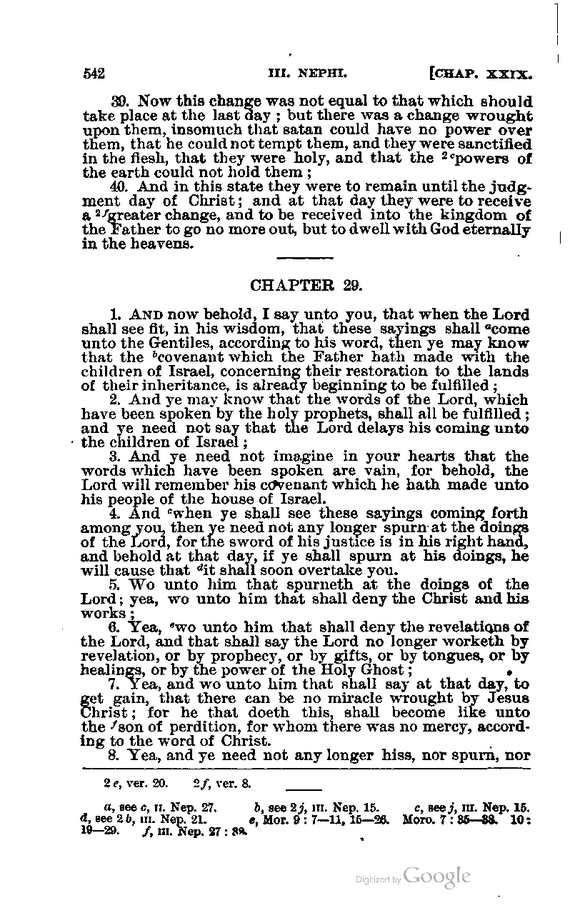 542 III. NEPHI. [CHAP. XXIX.
39. Now this change was not equal to that which should
take place at the last day ; but there was a change wrought
upon them, insomuch that satan could have no power over
them, that he could not tempt them, and they were sanctified
in the flesh, that they were holy, and that the 2epowers of
the earth could not hold them ;
40. And in this state they were to remain until the judg-
ment day of Christ ; and at that day they were to receive
a 2fgreater change, and to be received into the kingdom of
the Father to go no more out, but to dwell with God eternally
in the heavens.
CHAPTER 29.
1. AND now behold, I say unto you, that when the Lord
shall see fit, in his wisdom, that these sayings shall acome
unto the Gentiles, according to his word, then ye may know
that the bcovenant which the Father hath made with the
children of Israel, concerning their restoration to the lands
of their inheritance, is already beginning to be fulfilled ;
2. And ye may know that the words of the Lord, which
have been spoken by the holy prophets, shall all be fulfilled ;
and ye need not say that the Lord delays his coming unto
the children of Israel ;
3. And ye need not imagine in your hearts that the
words which have been spoken are vain, for behold, the
Lord will remember his covenant which he hath made unto
his people of the house of Israel.
4. And cwhen ye shall see these sayings coming forth
among you, then ye need not any longer spurn at the doings
of the Lord, for the sword of his justice is in his right hand,
and behold at that day, if ye shall spurn at his doings, he
will cause that dit shall soon overtake you.
5. Wo unto him that spurneth at the doings of the
Lord; yea, wo unto him that shall deny the Christ and his
works ;
6. Yea, ewo unto him that shall deny the revelations of
the Lord, and that shall say the Lord no longer worketh by
revelation, or by prophecy, or by gifts, or by tongues, or by
healings, or by the power of the Holy Ghost ;
7. Yea, and wo unto him that shall say at that day, to
get gain, that there can be no miracle wrought by Jesus
Christ ; for he that doeth this, shall become like unto
the fson of perdition, for whom there was no mercy, accord-
ing to the word of Christ.
8. Yea, and ye need not any longer hiss, nor spurn, nor
2 e, ver. 20. 2 f, ver. 8.
a, see c, II. Nep. 27. b, see 2 j, III. Nep. 15. c, see j, III. Nep. 15.
d, see 2 b, III. Nep. 21. e, Mor. 9 : 7—11, 15—26. Moro. 7 : 35—38. 10 :
19—29. f, III. Nep. 27 : 32.
Digitized by Google